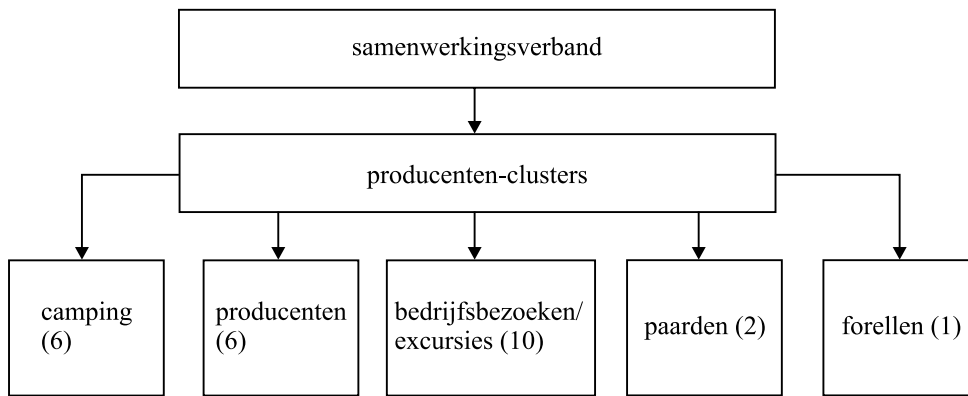 samenwerkingsverband
producenten-clusters
camping
(6)
producenten
(6)
bedrijfsbezoeken/
excursies (10)
paarden (2)
forellen (1)